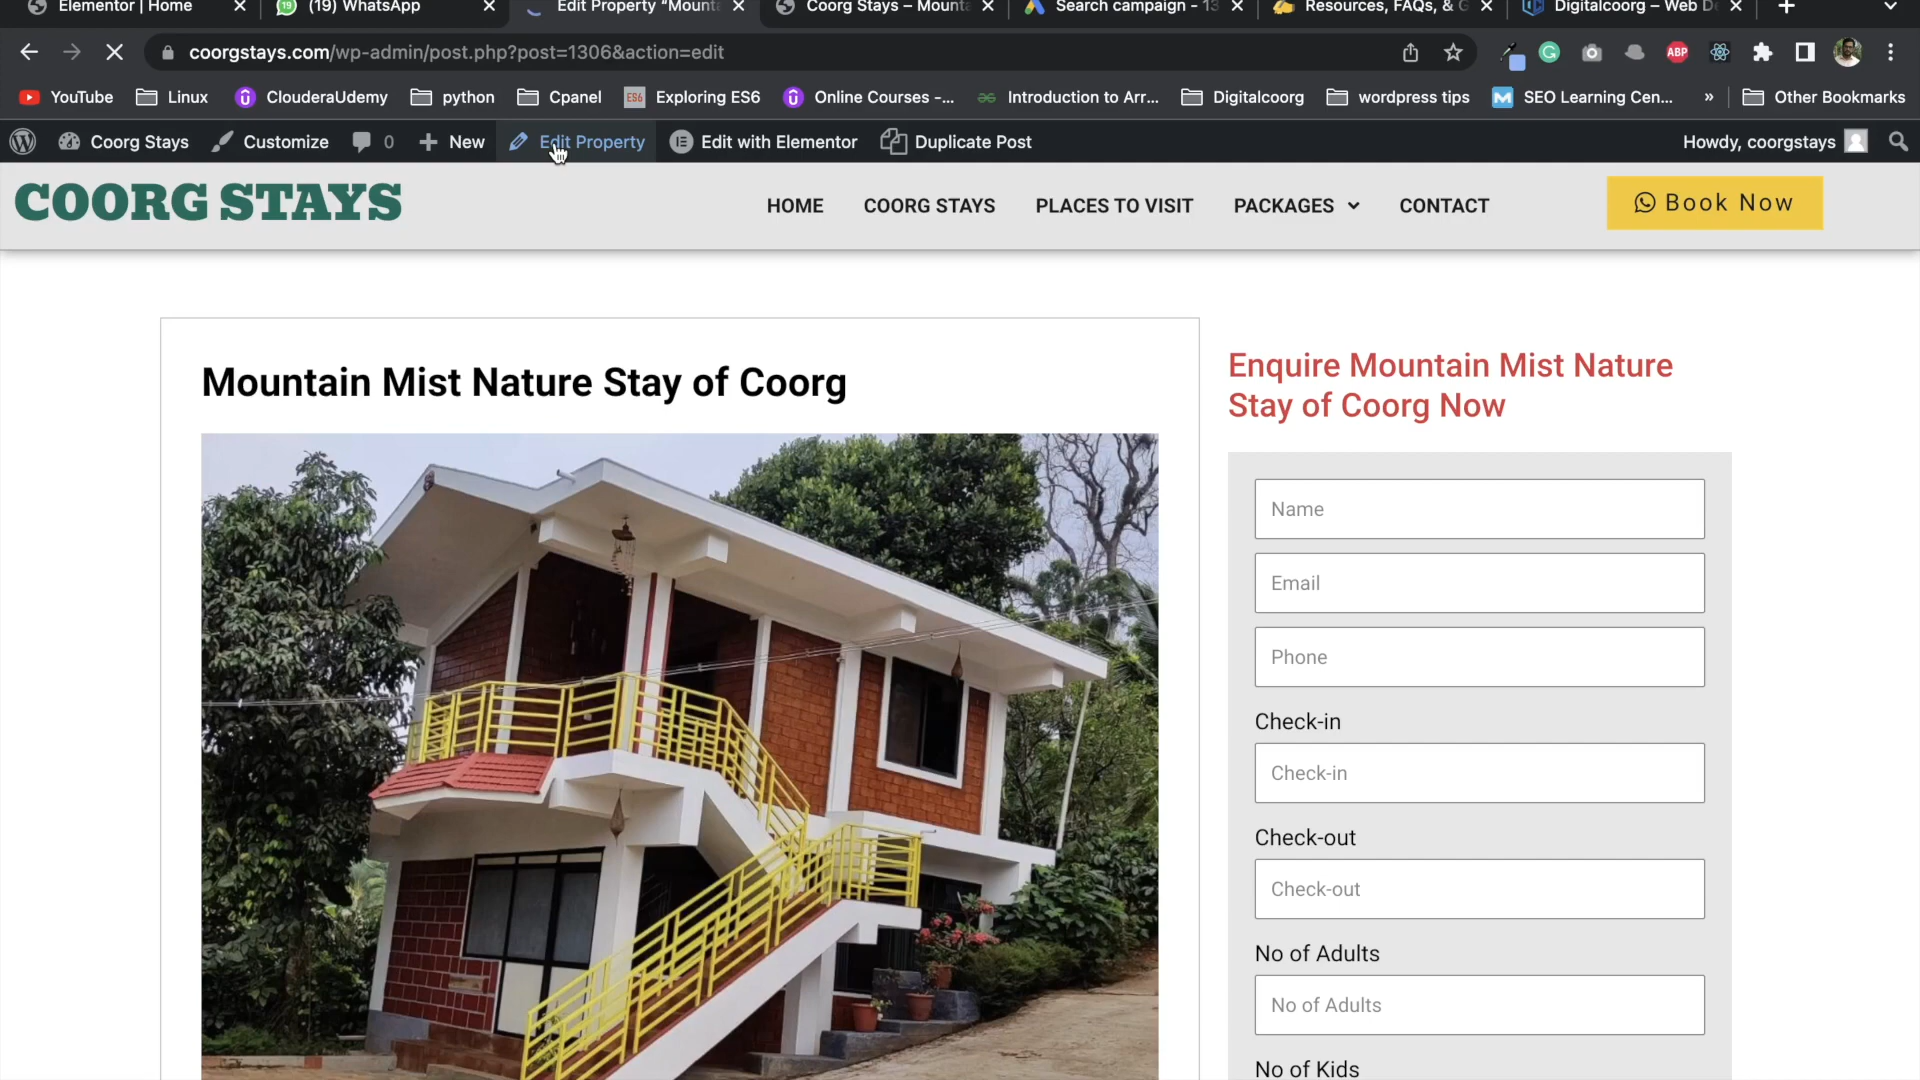 Elementor | Home
(19) WhatsApp
Edit Property “Mount
Coorg Stays – Mounta
Search campaign - 13
Resources, FAQs, & G
Digitalcoorg – Web De
coorgstays.com/wp-admin/post.php?post=1306&action=edit
YouTube
Linux
ClouderaUdemy
python
Cpanel
Exploring ES6
Online Courses -...
Introduction to Arr...
Digitalcoorg
wordpress tips
SEO Learning Cen...
»
Other Bookmarks
Coorg Stays
Customize
0
New
Edit Property
Edit with Elementor
Duplicate Post
Howdy, coorgstays
COORG STAYS
HOME
COORG STAYS
PLACES TO VISIT
PACKAGES
CONTACT
Book Now
Mountain Mist Nature Stay of Coorg
Enquire Mountain Mist Nature
Stay of Coorg Now
Name
Email
Phone
Check-in
Check-in
Check-out
Check-out
No of Adults
No of Adults
No of Kids